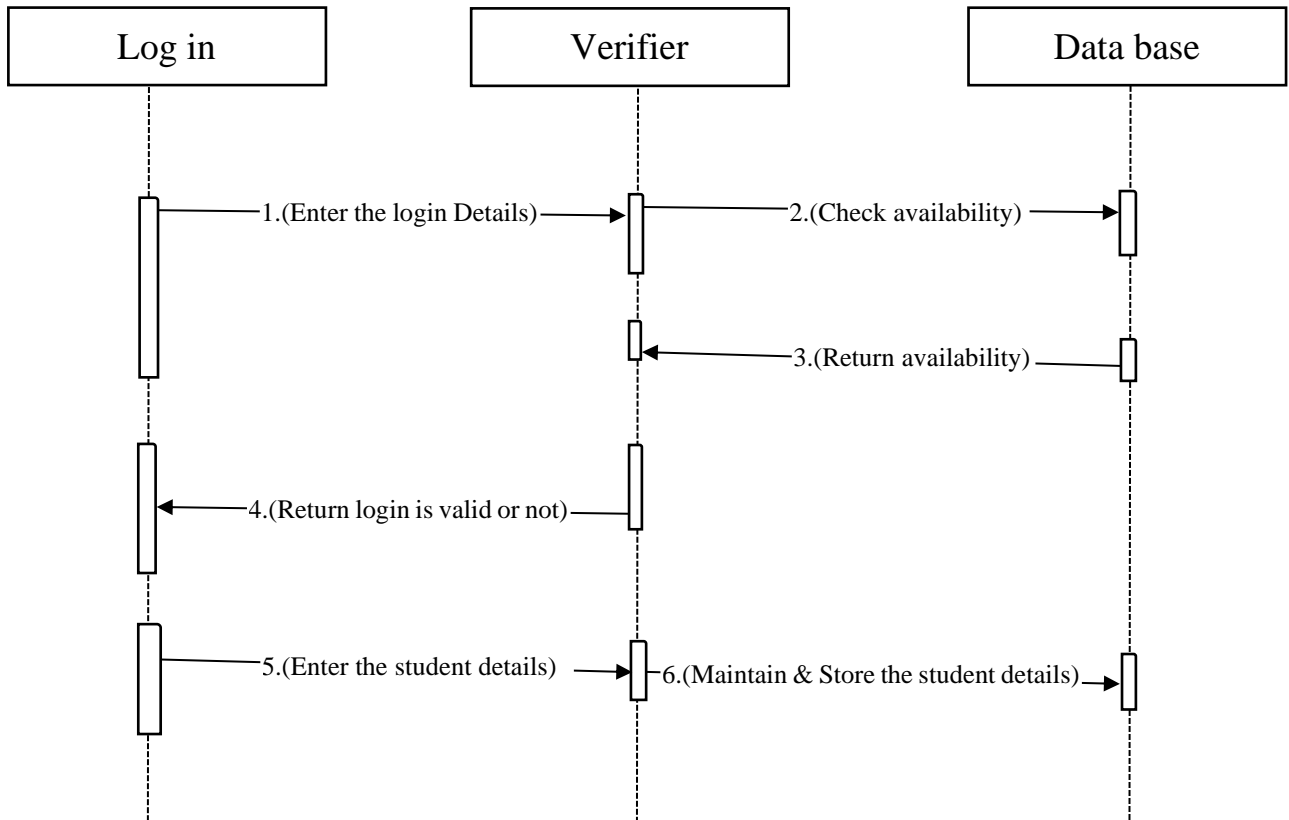 Log in
Verifier
Data base
1.(Enter the login Details)
2.(Check availability)
3.(Return availability)
4.(Return login is valid or not)
5.(Enter the student details)
6.(Maintain & Store the student details)